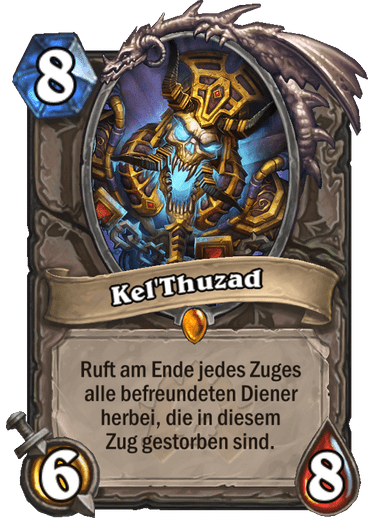 8
Kel'Thuzad
Ruft am Ende jedes Zuges
alle befreundeten Diener
herbei, die in diesem
Zug gestorben sind.
6
8